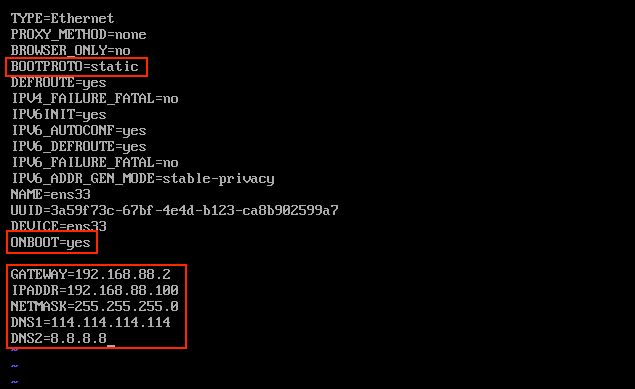 TYPE=Ethernet
PROXY_METHOD=none
BROWSER_ONLY=no
BOOTPROTO=static
DEFROUTE=yes
IPV4_FAILURE_FATAL=no
IPV6INIT=yes
IPV6_AUTOCONF=yes
IPV6_DEFROUTE=yes
IPV6_FAILURE_FATAL=no
IPV6_ADDR_GEN_MODE=stable-privacy
NAME=ens33
UUID=3a59f73c-67bf-4e4d-b123-ca8b902599a7
DEVICE=ens33
ONBOOT=yes
GATEWAY=192.168.88.2
IPADDR=192.168.88.100
NETMASK=255.255.255.0
DNS1=114.114.114.114
DNS2=8.8.8.8_
~
~
~